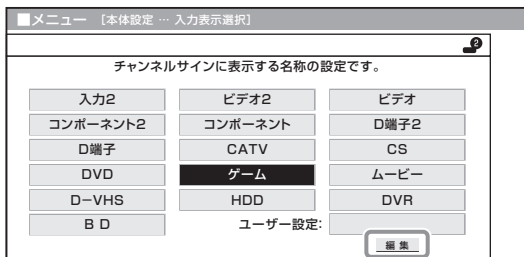 ■メニュー [本体設定 … 入力表示選択]
2
チャンネルサインに表示する名称の設定です。
入力2 ビデオ2 ビデオ
コンポーネント2 コンポーネント D端子2
D端子 CATV CS
DVD ゲーム ムービー
D-VHS HDD DVR
BD ユーザー設定:
編集